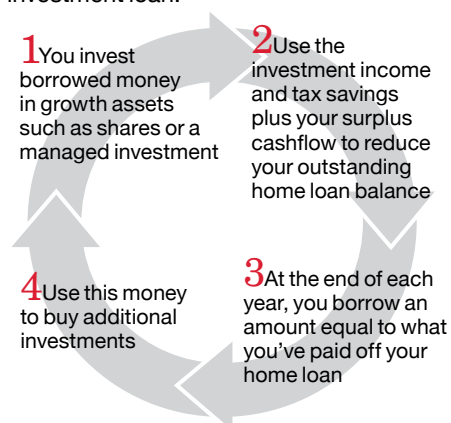 investment loan.
1You invest
borrowed money
in growth assets
such as shares or a
managed investment
2Use the
investment income
and tax savings
plus your surplus
cashflow to reduce
your outstanding
home loan balance
3At the end of each
year, you borrow an
amount equal to what
you've paid off your
home loan
4Use this money
to buy additional
investments